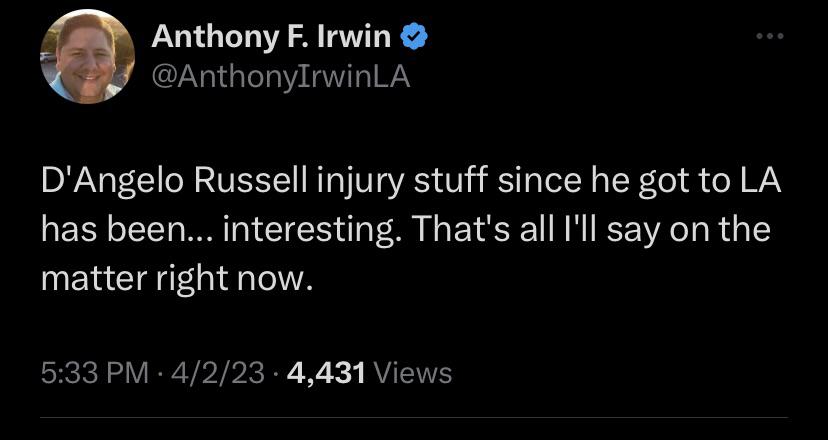 Anthony F. Irwin
@AnthonyIrwinLA
D'Angelo Russell injury stuff since he got to LA
has been... interesting. That's all I'll say on the
matter right now.
5:33 PM · 4/2/23 · 4,431 Views